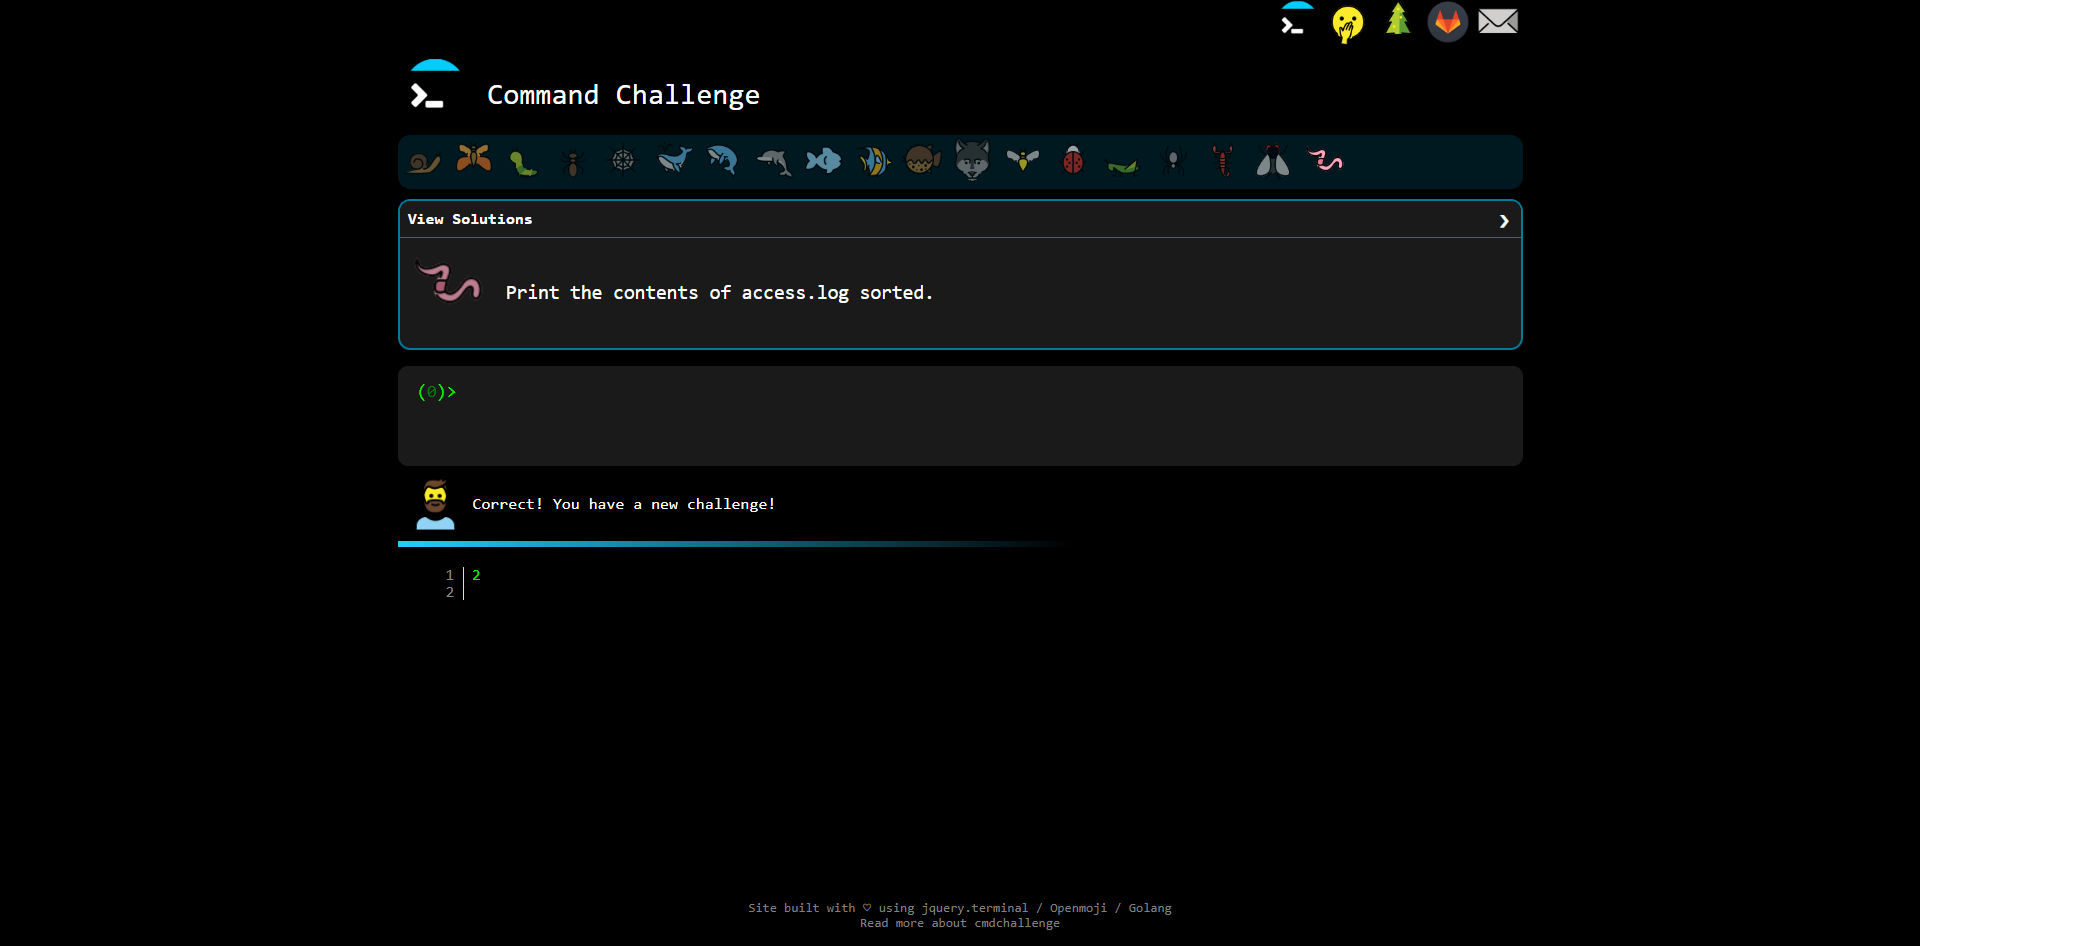 Command Challenge
View Solutions
Print the contents of access.log sorted.
(0)>
Correct! You have a new challenge!
1 2
2
Site built with ♡ using jquery.terminal / Openmoji / Golang
Read more about cmdchallenge